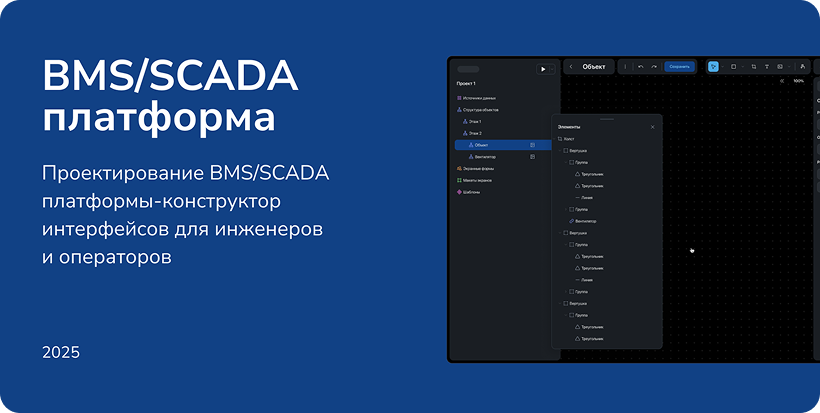 BMS/SCADA
платформа
Проектирование BMS/SCADA
платформы-конструктор
интерфейсов для инженеров
и операторов
2025
Объект
Сохранить
100%
Проект 1
Источники данных
Структура объектов
Этаж 1
Этаж 2
Объект
Вентилятор
Экранные формы
Макеты экранов
Шаблоны
Элементы
Холст
Вертушка
Группа
Треугольник
Треугольник
Линия
Группа
Вентилятор
Вертушка
Группа
Треугольник
Треугольник
Линия
Группа
Вертушка
Группа
Треугольник
Треугольник